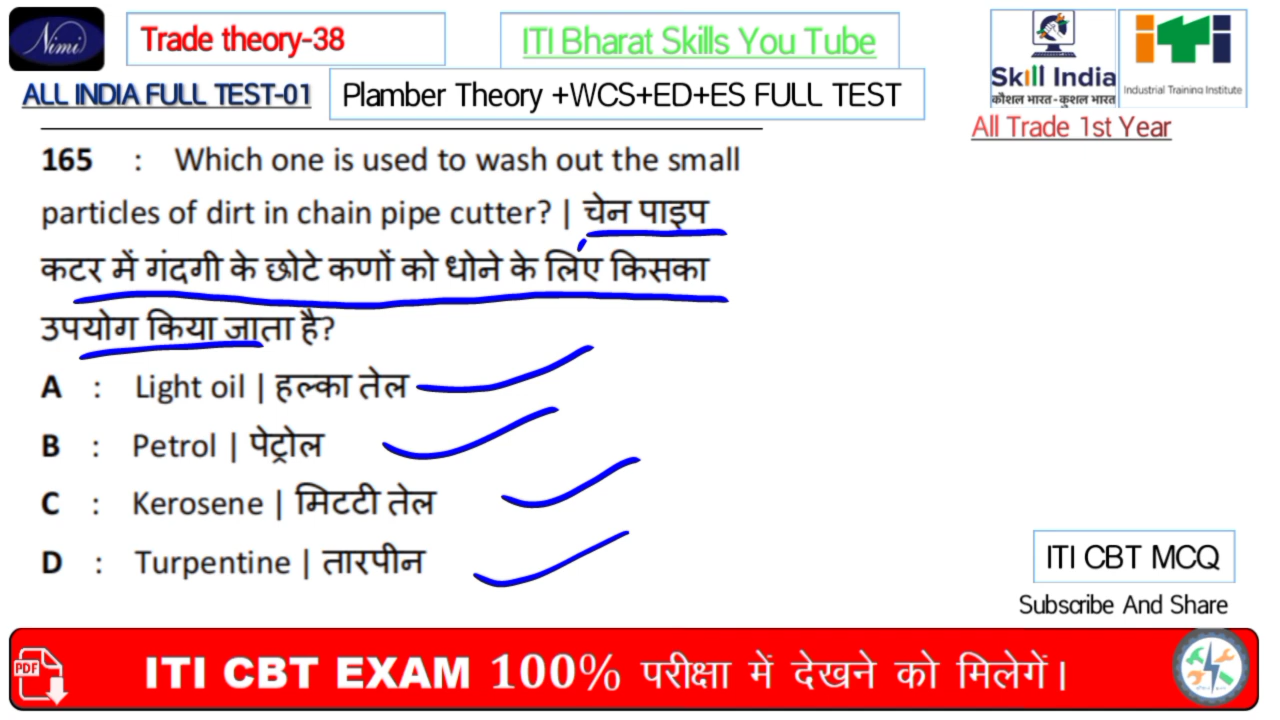 Nimi
Trade theory-38
ITI Bharat Skills You Tube
Skill India
कौशल भारत-कुशल भारत
iTi
Industrial Training Institute
ALL INDIA FULL TEST-01
Plamber Theory +WCS+ED+ES FULL TEST
All Trade 1st Year
165 : Which one is used to wash out the small
particles of dirt in chain pipe cutter? | चेन पाइप
कटर में गंदगी के छोटे कणों को धोने के लिए किसका
उपयोग किया जाता है?
A : Light oil | हल्का तेल
B : Petrol | पेट्रोल
C : Kerosene | मिटटी तेल
D : Turpentine | तारपीन
ITI CBT MCQ
Subscribe And Share
PDF
ITI CBT EXAM 100% परीक्षा में देखने को मिलेगें।